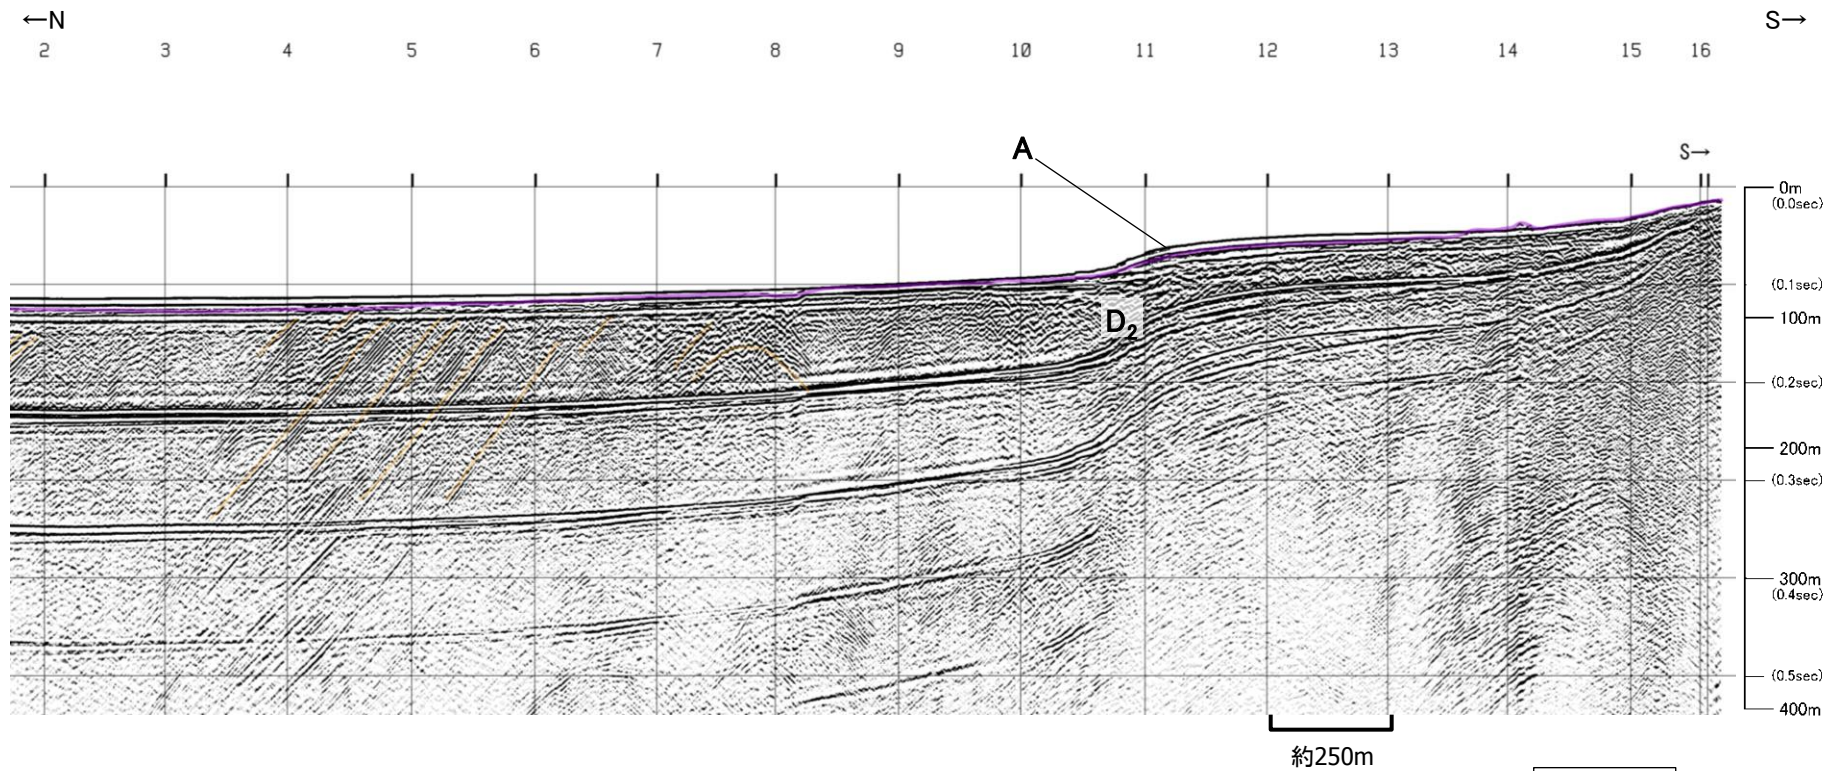 ←N S→
2 3 4 5 6 7 8 9 10 11 12 13 14 15 16
A
S→
0m
(0.0sec)
(0.1sec)
100m
D₂
(0.2sec)
200m
(0.3sec)
300m
(0.4sec)
(0.5sec)
400m
約250m